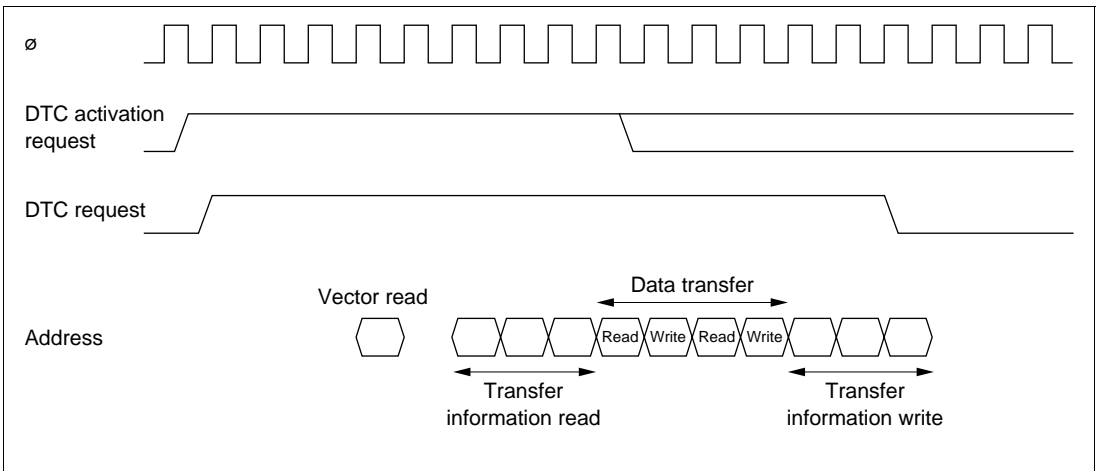 ø
DTC activation
request
DTC request
Data transfer
Vector read
Address
Read Write Read Write
Transfer
information read
Transfer
information write